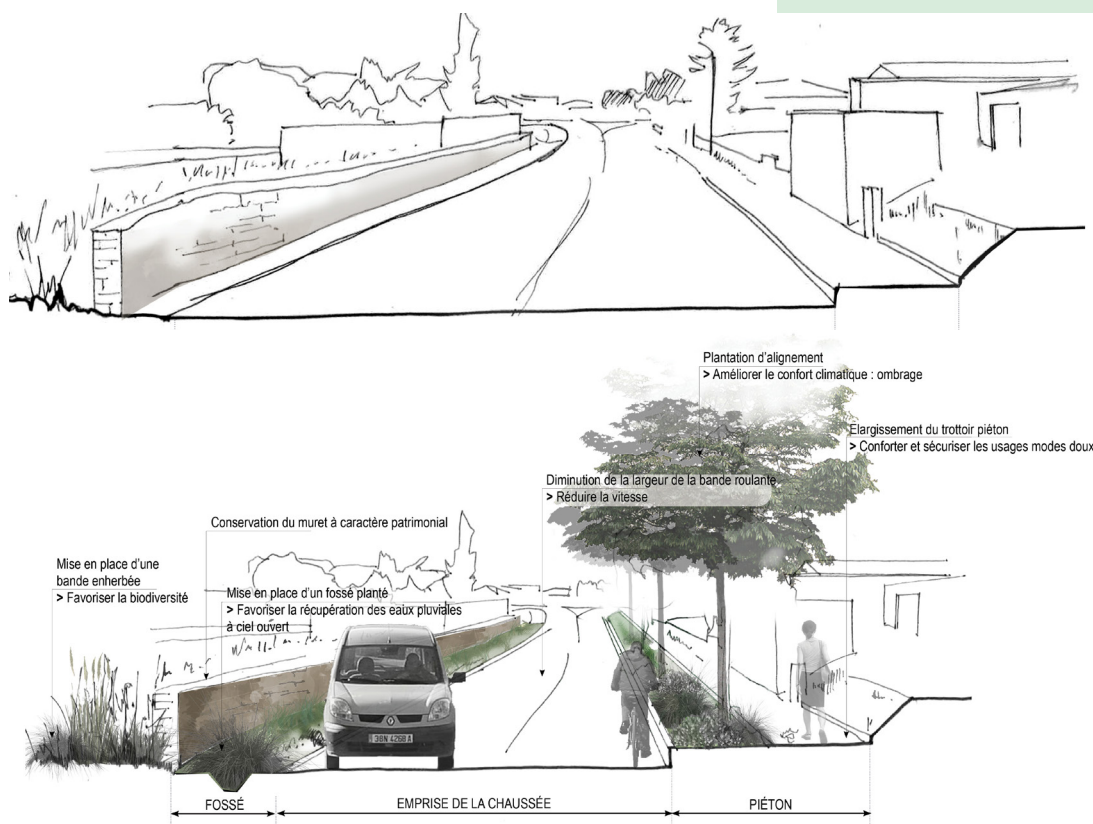 Plantation d'alignement
> Améliorer le confort climatique : ombrage
Elargissement du trottoir piéton
> Conforter et sécuriser les usages modes doux
Diminution de la largeur de la bande roulante
> Réduire la vitesse
Conservation du muret à caractère patrimonial
Mise en place d'une
bande enherbée
> Favoriser la biodiversité
Mise en place d'un fossé planté
> Favoriser la récupération des eaux pluviales
à ciel ouvert
38N 4268 A
FOSSÉ
EMPRISE DE LA CHAUSSÉE
PIÉTON